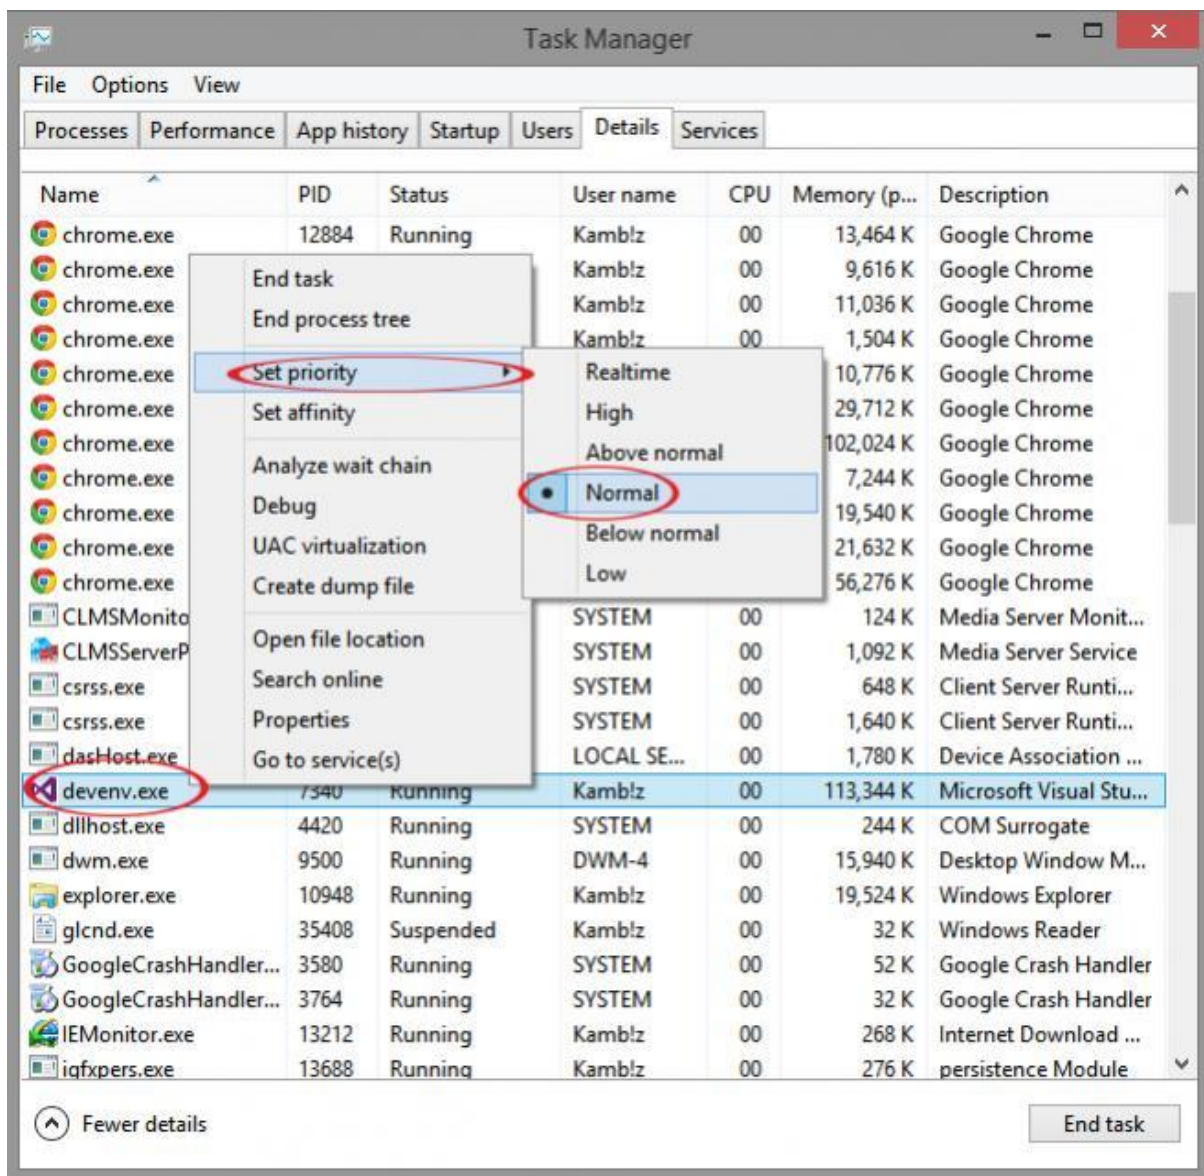 Task Manager
File Options View
Processes Performance App history Startup Users Details Services
Name PID Status User name CPU Memory (p... Description
chrome.exe 12884 Running Kamb!z 00 13,464 K Google Chrome
chrome.exe Kamb!z 00 9,616 K Google Chrome
End task
chrome.exe Kamb!z 00 11,036 K Google Chrome
End process tree
chrome.exe Kamb!z 00 1,504 K Google Chrome
chrome.exe Set priority Realtime 10,776 K Google Chrome
chrome.exe Set affinity High 29,712 K Google Chrome
chrome.exe Above normal 102,024 K Google Chrome
chrome.exe Analyze wait chain 7,244 K Google Chrome
Normal
chrome.exe Debug 19,540 K Google Chrome
chrome.exe UAC virtualization Below normal 21,632 K Google Chrome
chrome.exe Create dump file Low 56,276 K Google Chrome
CLMSMonito SYSTEM 00 124 K Media Server Monit...
Open file location
CLMSServerP SYSTEM 00 1,092 K Media Server Service
csrss.exe Search online SYSTEM 00 648 K Client Server Runti...
csrss.exe Properties SYSTEM 00 1,640 K Client Server Runti...
dasHost.exe Go to service(s) LOCAL SE... 00 1,780 K Device Association ...
devenv.exe 7340 Running Kamb!z 00 113,344 K Microsoft Visual Stu...
dllhost.exe 4420 Running SYSTEM 00 244 K COM Surrogate
dwm.exe 9500 Running DWM-4 00 15,940 K Desktop Window M...
explorer.exe 10948 Running Kamb!z 00 19,524 K Windows Explorer
glcnd.exe 35408 Suspended Kamb!z 00 32 K Windows Reader
GoogleCrashHandler... 3580 Running SYSTEM 00 52 K Google Crash Handler
GoogleCrashHandler... 3764 Running SYSTEM 00 32 K Google Crash Handler
IEMonitor.exe 13212 Running Kamb!z 00 268 K Internet Download ...
igfxpers.exe 13688 Running Kamb!z 00 276 K persistence Module
Fewer details End task